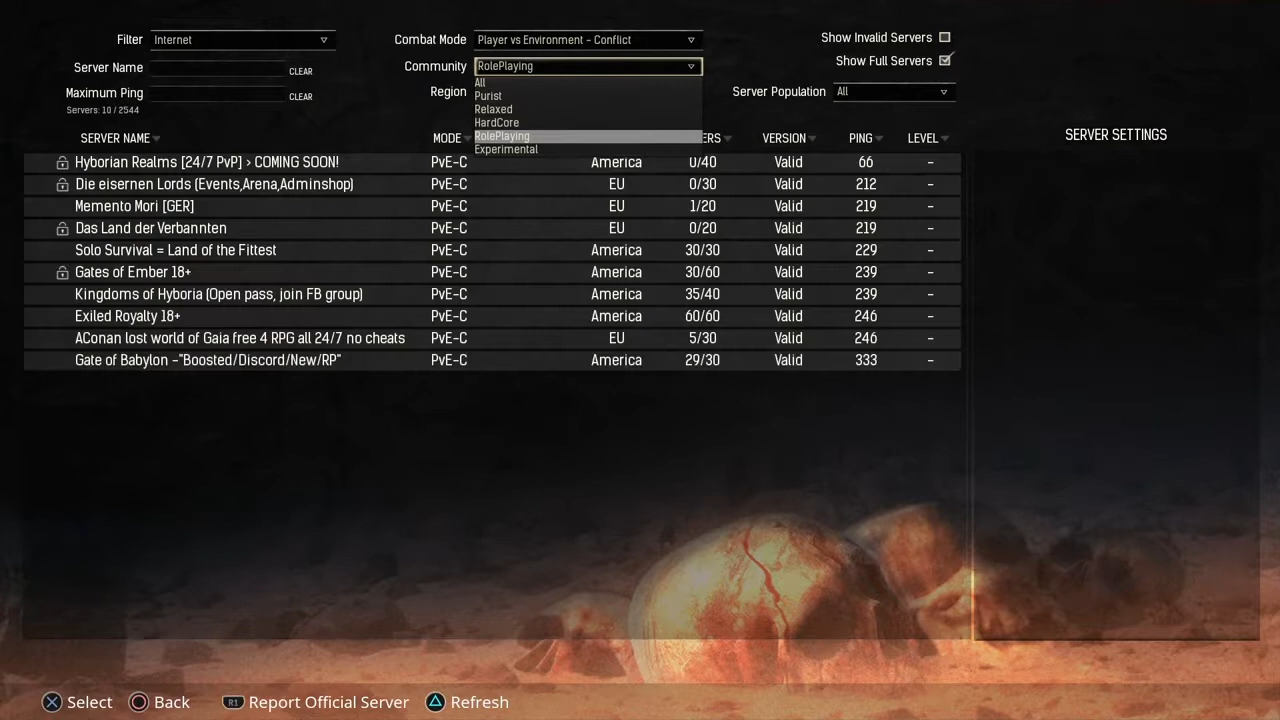 Filter Internet Combat Mode Player vs Environment - Conflict Show Invalid Servers
Server Name CLEAR Community RolePlaying Show Full Servers
Maximum Ping CLEAR Region Server Population All
Servers: 10 / 2544
All
Purist
Relaxed
HardCore
RolePlaying
Experimental
SERVER NAME MODE ERS VERSION PING LEVEL SERVER SETTINGS
Hyborian Realms [24/7 PvP] > COMING SOON! PvE-C America 0/40 Valid 66 -
Die eisernen Lords (Events,Arena,Adminshop) PvE-C EU 0/30 Valid 212 -
Memento Mori [GER] PvE-C EU 1/20 Valid 219 -
Das Land der Verbannten PvE-C EU 0/20 Valid 219 -
Solo Survival = Land of the Fittest PvE-C America 30/30 Valid 229 -
Gates of Ember 18+ PvE-C America 30/60 Valid 239 -
Kingdoms of Hyboria (Open pass, join FB group) PvE-C America 35/40 Valid 239 -
Exiled Royalty 18+ PvE-C America 60/60 Valid 246 -
AConan lost world of Gaia free 4 RPG all 24/7 no cheats PvE-C EU 5/30 Valid 246 -
Gate of Babylon -"Boosted/Discord/New/RP" PvE-C America 29/30 Valid 333 -
Select Back R1 Report Official Server Refresh